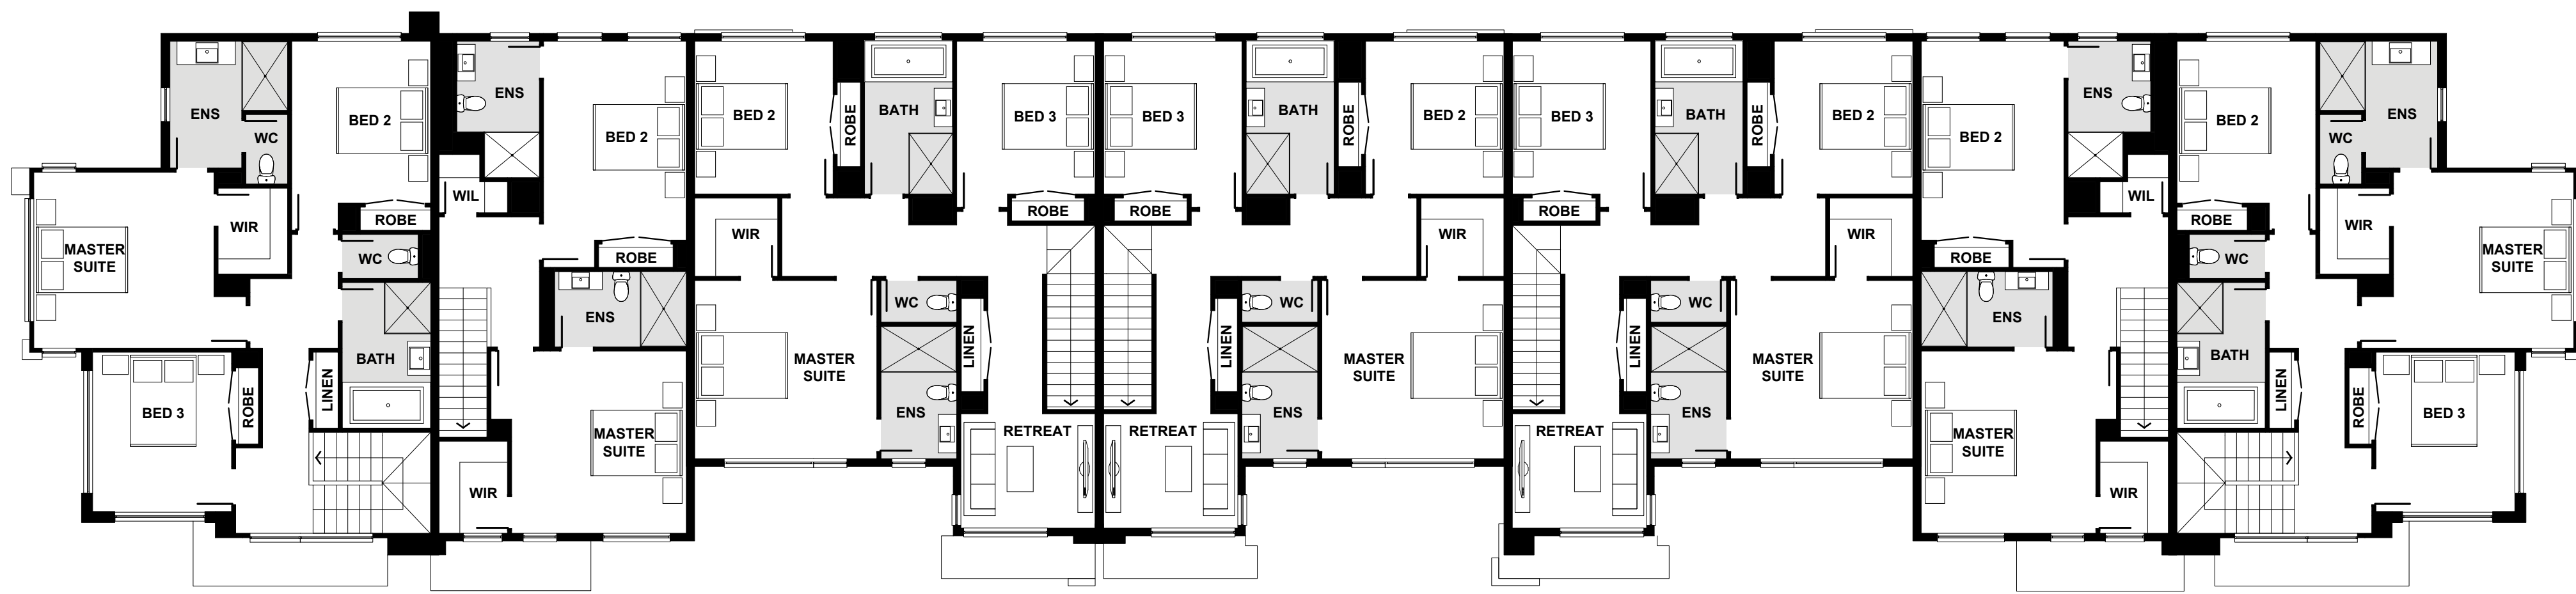 ENS
WC
BED 2
ROBE
WIR
MASTER
SUITE
WC
BATH
LINEN
BED 3
ROBE
ENS
BED 2
WIL
ROBE
ENS
MASTER
SUITE
WIR
BED 2
ROBE
BATH
BED 3
ROBE
WIR
WC
LINEN
MASTER
SUITE
ENS
RETREAT
BED 3
BATH
ROBE
BED 2
ROBE
WIR
WC
LINEN
MASTER
SUITE
ENS
RETREAT
BED 3
BATH
ROBE
BED 2
ROBE
WIR
WC
LINEN
MASTER
SUITE
ENS
RETREAT
BED 2
ENS
WIL
ROBE
ENS
MASTER
SUITE
WIR
BED 2
ENS
WC
ROBE
WIR
MASTER
SUITE
WC
BATH
LINEN
ROBE
BED 3